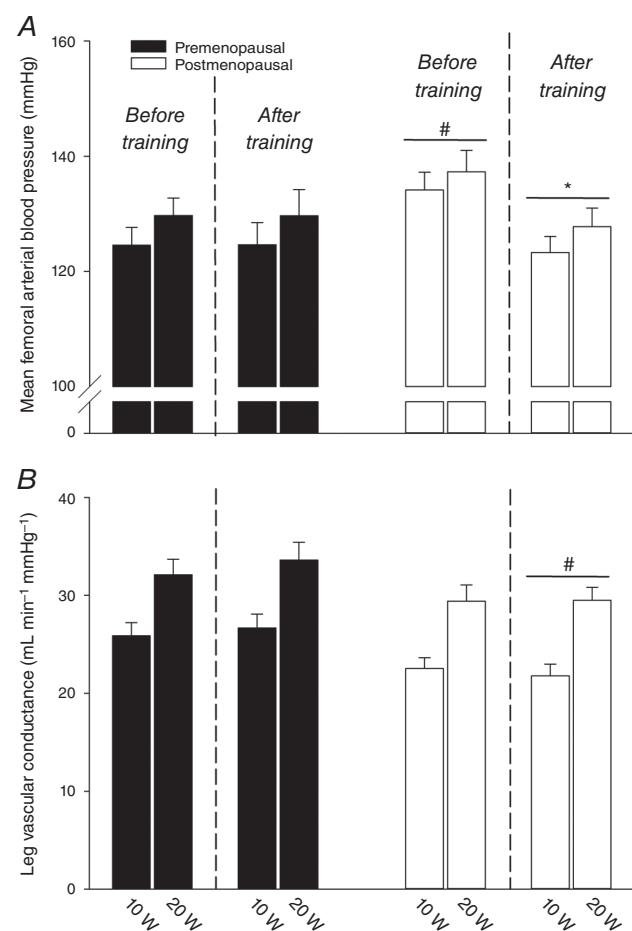 A
Mean femoral arterial blood pressure (mmHg)
160
140
120
100
0
Premenopausal
Postmenopausal
Before
training
After
training
Before
training
After
training
#
*
B
Leg vascular conductance (mL min⁻¹ mmHg⁻¹)
40
30
20
10
0
#
10 W
20 W
10 W
20 W
10 W
20 W
10 W
20 W